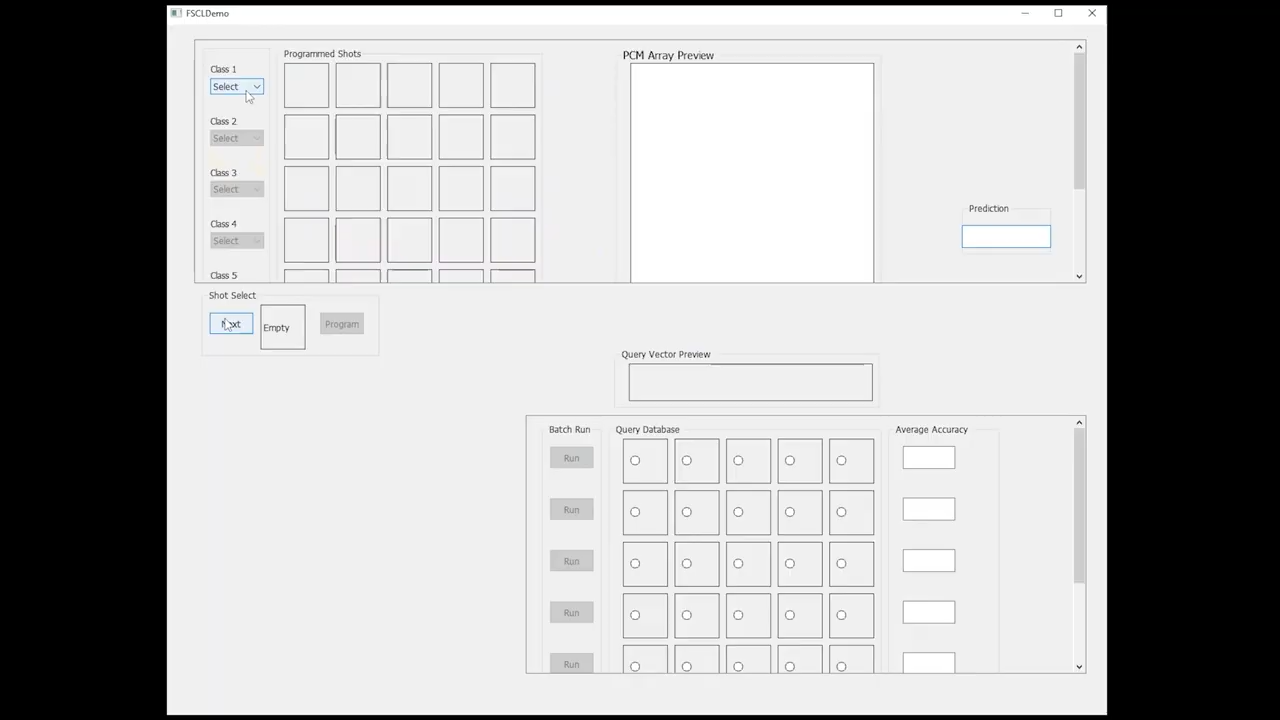 FSCLDemo
Class 1
Select
Class 2
Select
Class 3
Select
Class 4
Select
Class 5
Programmed Shots
PCM Array Preview
Prediction
Shot Select
Next
Empty
Program
Query Vector Preview
Batch Run
Run
Run
Run
Run
Run
Query Database
Average Accuracy